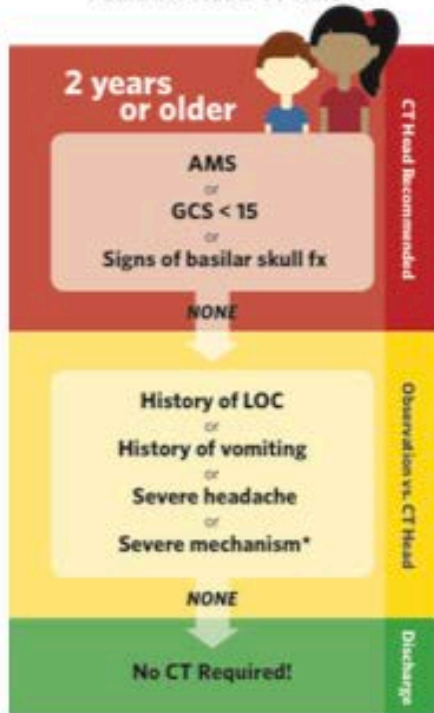 2 years
or older
AMS
or
GCS < 15
or
Signs of basilar skull fx
NONE
CT Head Recommended
History of LOC
or
History of vomiting
or
Severe headache
or
Severe mechanism*
NONE
Observation vs. CT Head
No CT Required!
Discharge